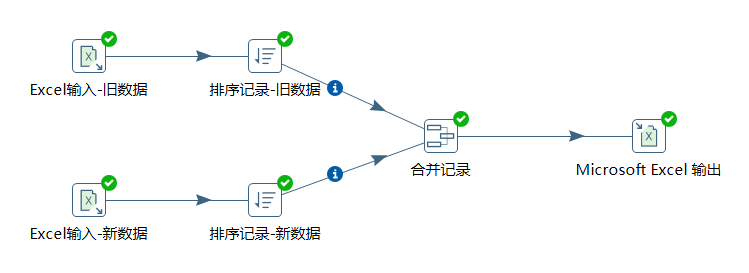 Excel输入-旧数据
排序记录-旧数据
合并记录
Microsoft Excel 输出
Excel输入-新数据
排序记录-新数据